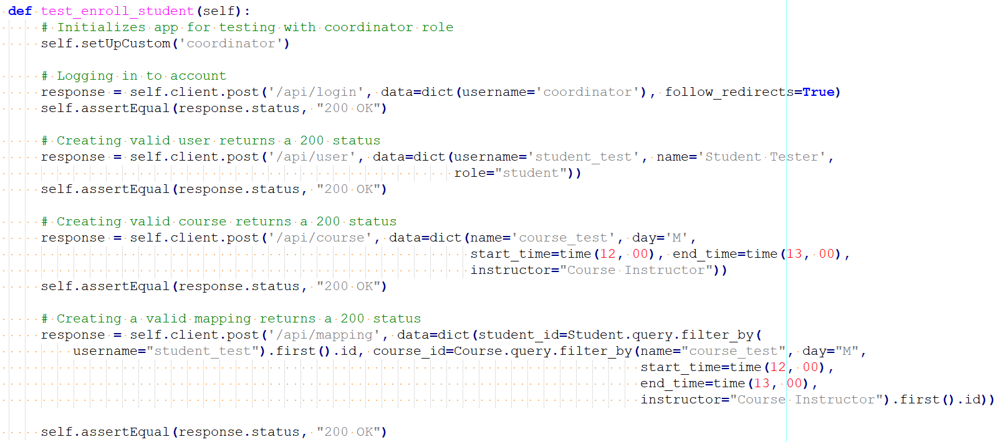 def test_enroll_student(self):
# Initializes app for testing with coordinator role
self.setUpCustom('coordinator')
# Logging in to account
response = self.client.post('/api/login', data=dict(username='coordinator'), follow_redirects=True)
self.assertEqual(response.status, "200 OK")
# Creating valid user returns a 200 status
response = self.client.post('/api/user', data=dict(username='student_test', name='Student Tester',
role="student"))
self.assertEqual(response.status, "200 OK")
# Creating valid course returns a 200 status
response = self.client.post('/api/course', data=dict(name='course_test', day='M',
start_time=time(12, 00), end_time=time(13, 00),
instructor="Course Instructor"))
self.assertEqual(response.status, "200 OK")
# Creating a valid mapping returns a 200 status
response = self.client.post('/api/mapping', data=dict(student_id=Student.query.filter_by(
username="student_test").first().id, course_id=Course.query.filter_by(name="course_test", day="M",
start_time=time(12, 00),
end_time=time(13, 00),
instructor="Course Instructor").first().id))
self.assertEqual(response.status, "200 OK")